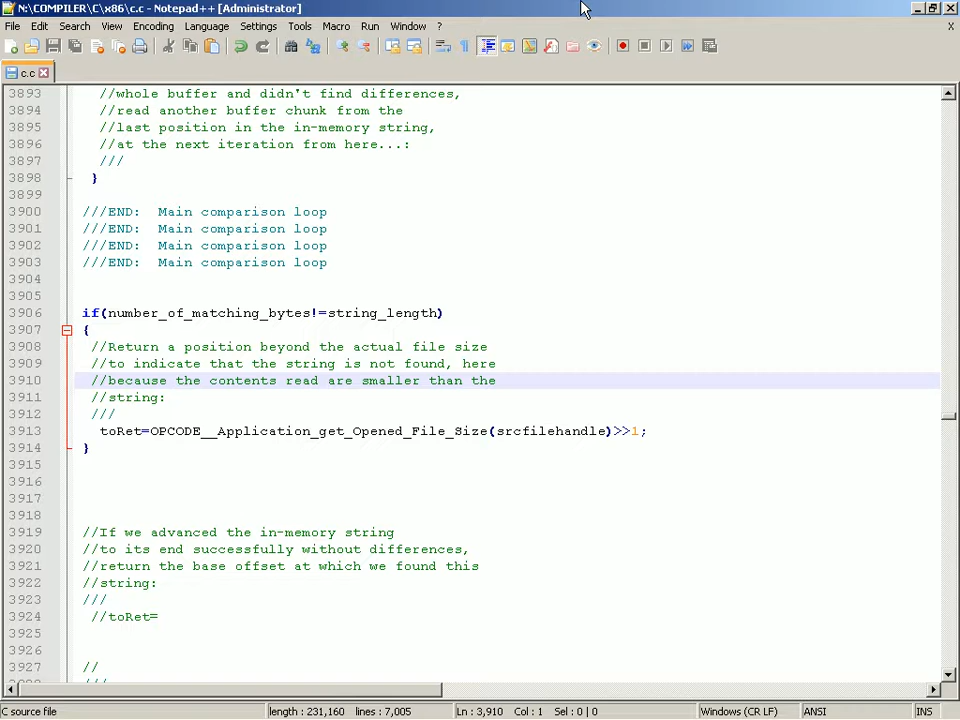 N:\COMPILER\C\x86\c.c - Notepad++ [Administrator]
File Edit Search View Encoding Language Settings Tools Macro Run Window ? X
c.c
3893 //whole buffer and didn't find differences,
3894 //read another buffer chunk from the
3895 //last position in the in-memory string,
3896 //at the next iteration from here...:
3897 ///
3898 }
3899
3900 ///END:  Main comparison loop
3901 ///END:  Main comparison loop
3902 ///END:  Main comparison loop
3903 ///END:  Main comparison loop
3904
3905
3906 if(number_of_matching_bytes!=string_length)
3907 {
3908 //Return a position beyond the actual file size
3909 //to indicate that the string is not found, here
3910 //because the contents read are smaller than the
3911 //string:
3912 ///
3913 toRet=OPCODE__Application_get_Opened_File_Size(srcfilehandle)>>1;
3914 }
3915
3916
3917
3918
3919 //If we advanced the in-memory string
3920 //to its end successfully without differences,
3921 //return the base offset at which we found this
3922 //string:
3923 ///
3924 //toRet=
3925
3926
3927 //
C source file length : 231,160 lines : 7,005 Ln : 3,910 Col : 1 Sel : 0 | 0 Windows (CR LF) ANSI INS